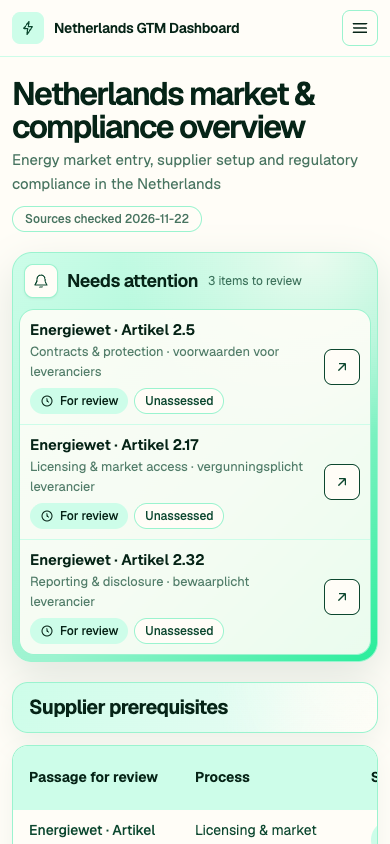 Netherlands GTM Dashboard
Netherlands market &
compliance overview
Energy market entry, supplier setup and regulatory
compliance in the Netherlands
Sources checked 2026-11-22
Needs attention 3 items to review
Energiewet · Artikel 2.5
Contracts & protection · voorwaarden voor
leveranciers
For review Unassessed
Energiewet · Artikel 2.17
Licensing & market access · vergunningsplicht
leverancier
For review Unassessed
Energiewet · Artikel 2.32
Reporting & disclosure · bewaarplicht
leverancier
For review Unassessed
Supplier prerequisites
Passage for review Process
Energiewet · Artikel Licensing & market